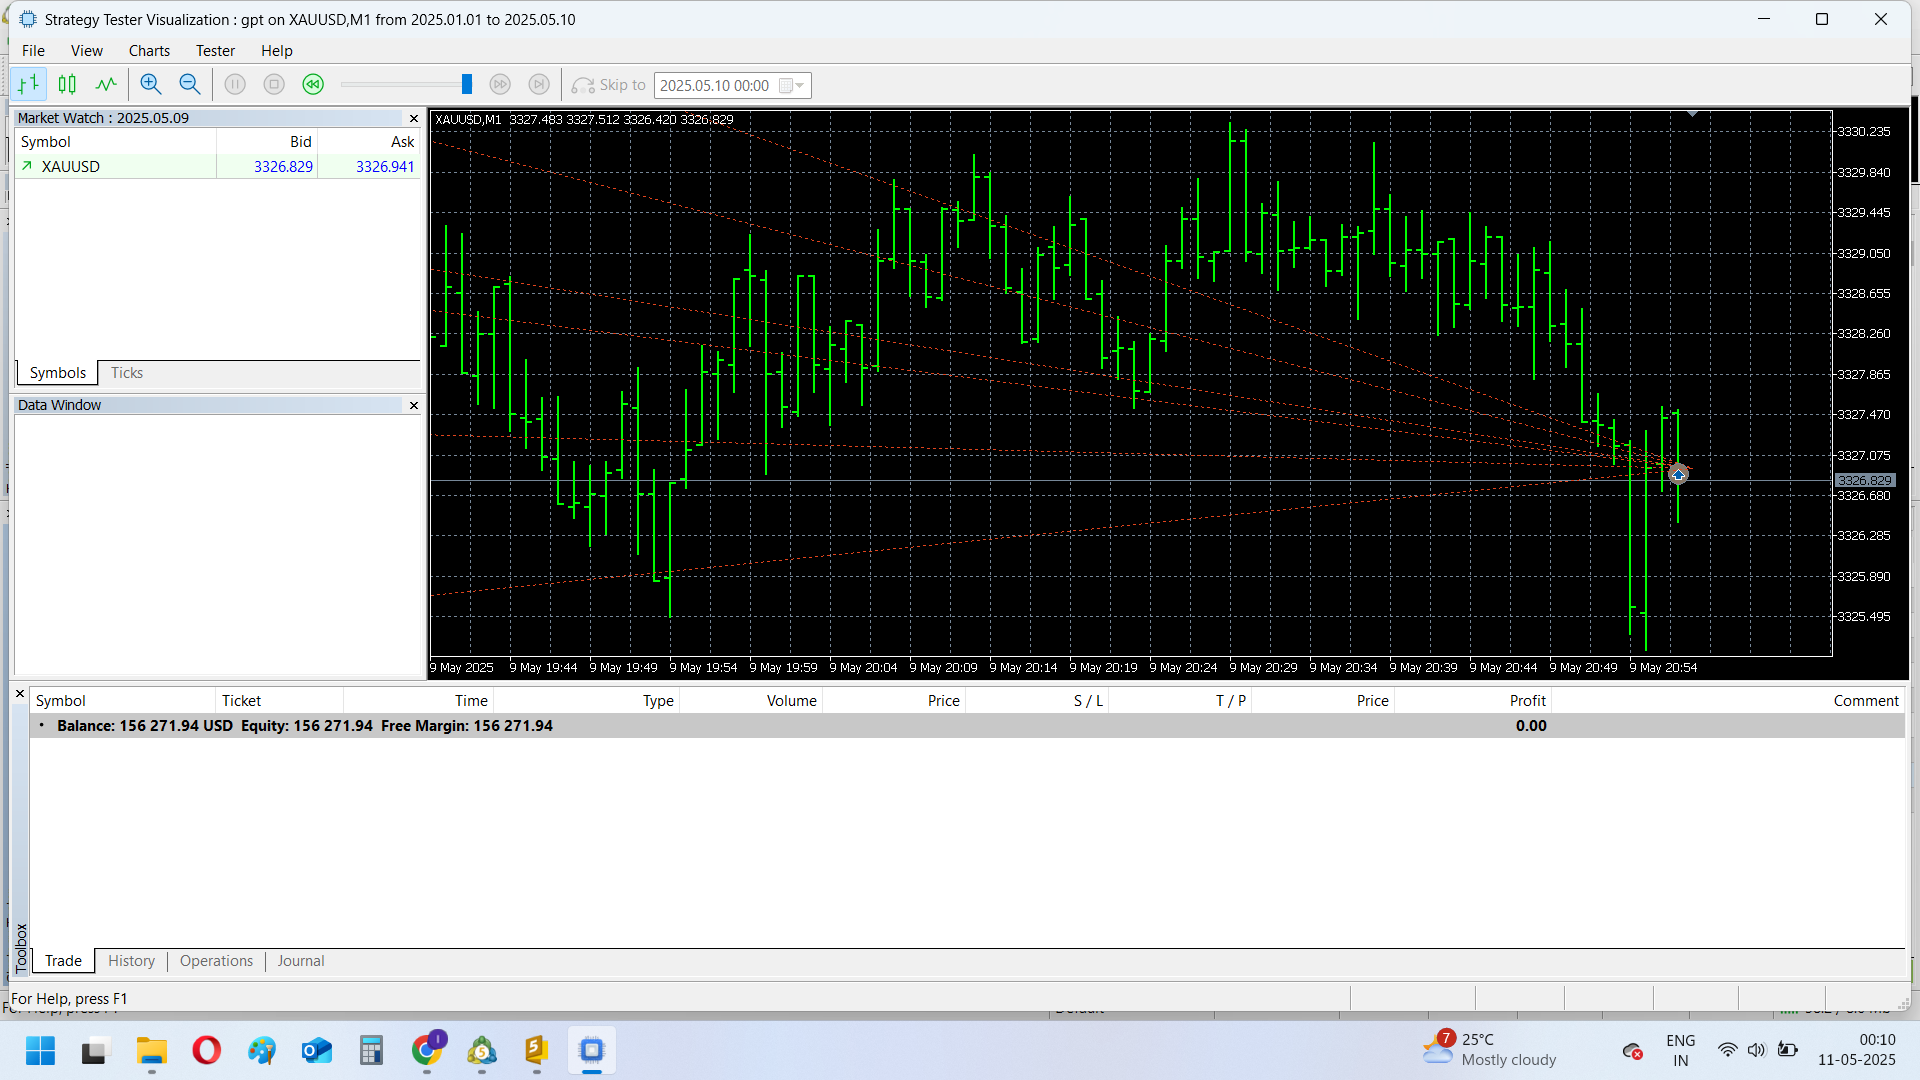 Strategy Tester Visualization : gpt on XAUUSD,M1 from 2025.01.01 to 2025.05.10
File View Charts Tester Help
Skip to 2025.05.10 00:00
Market Watch : 2025.05.09
Symbol Bid Ask
XAUUSD 3326.829 3326.941
Symbols Ticks
Data Window
XAUUSD,M1 3327.483 3327.512 3326.420 3326.829
3330.235
3329.840
3329.445
3329.050
3328.655
3328.260
3327.865
3327.470
3327.075
3326.829
3326.680
3326.285
3325.890
3325.495
9 May 2025 9 May 19:44 9 May 19:49 9 May 19:54 9 May 19:59 9 May 20:04 9 May 20:09 9 May 20:14 9 May 20:19 9 May 20:24 9 May 20:29 9 May 20:34 9 May 20:39 9 May 20:44 9 May 20:49 9 May 20:54
Symbol Ticket Time Type Volume Price S / L T / P Price Profit Comment
Balance: 156 271.94 USD Equity: 156 271.94 Free Margin: 156 271.94 0.00
Toolbox
Trade History Operations Journal
For Help, press F1
7
25°C
Mostly cloudy
ENG
IN
00:10
11-05-2025